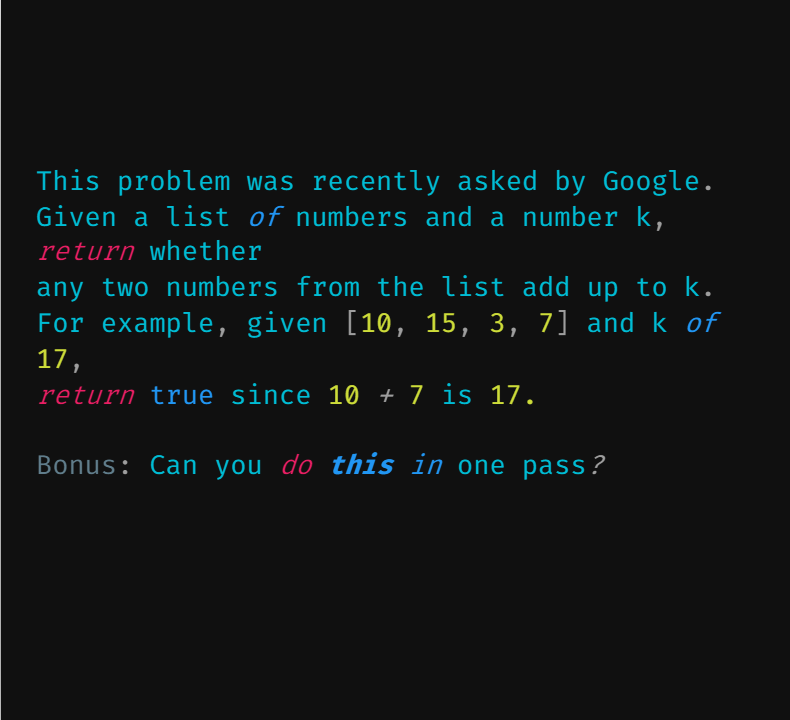 This problem was recently asked by Google.
Given a list of numbers and a number k,
return whether
any two numbers from the list add up to k.
For example, given [10, 15, 3, 7] and k of
17,
return true since 10 + 7 is 17.
Bonus: Can you do this in one pass?